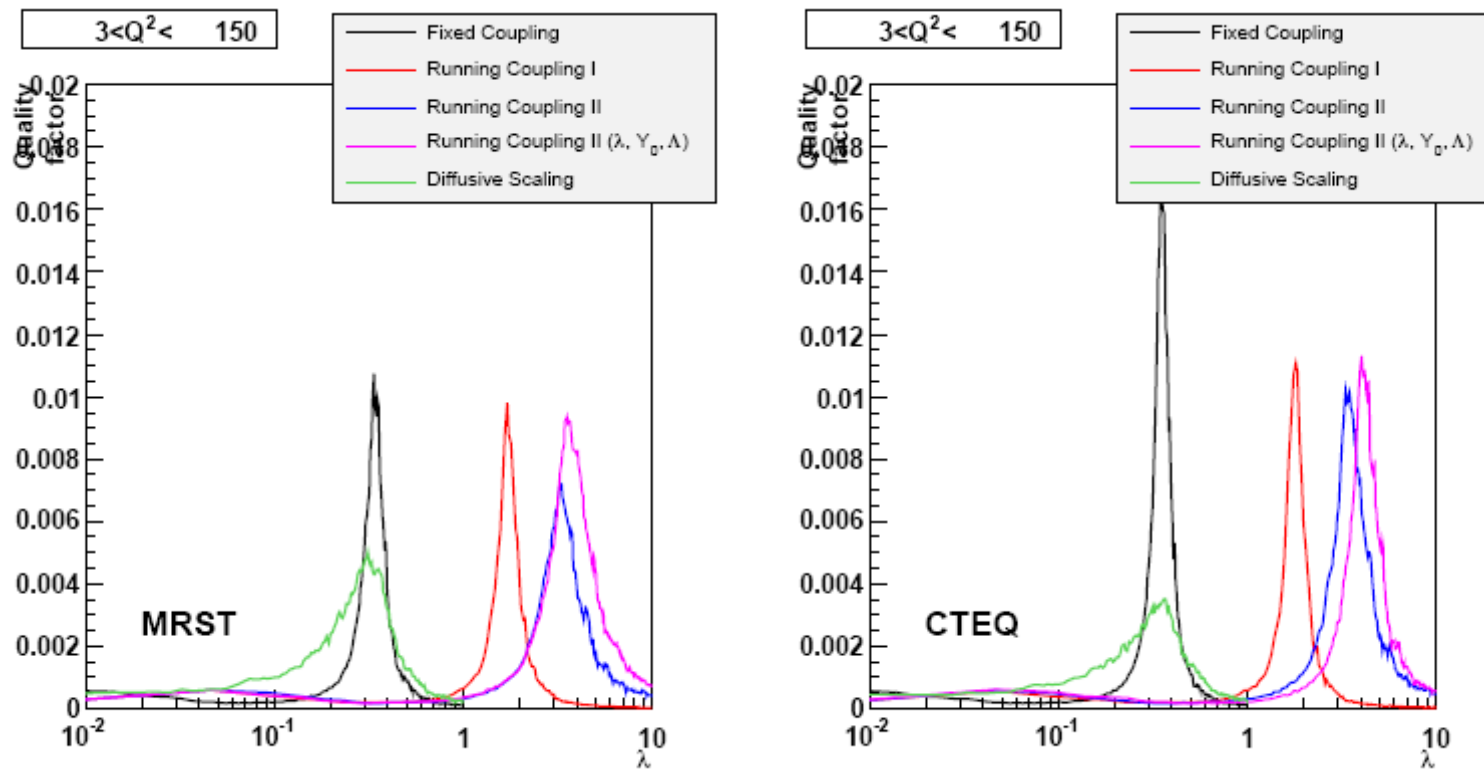 3<Q²< 150
Fixed Coupling
Running Coupling I
Running Coupling II
Running Coupling II (λ, Y₀, Λ)
Diffusive Scaling
Quality factor
0.02
0.018
0.016
0.014
0.012
0.01
0.008
0.006
0.004
0.002
0
MRST
10⁻²
10⁻¹
1
10
λ
3<Q²< 150
Fixed Coupling
Running Coupling I
Running Coupling II
Running Coupling II (λ, Y₀, Λ)
Diffusive Scaling
Quality factor
0.02
0.018
0.016
0.014
0.012
0.01
0.008
0.006
0.004
0.002
0
CTEQ
10⁻²
10⁻¹
1
10
λ